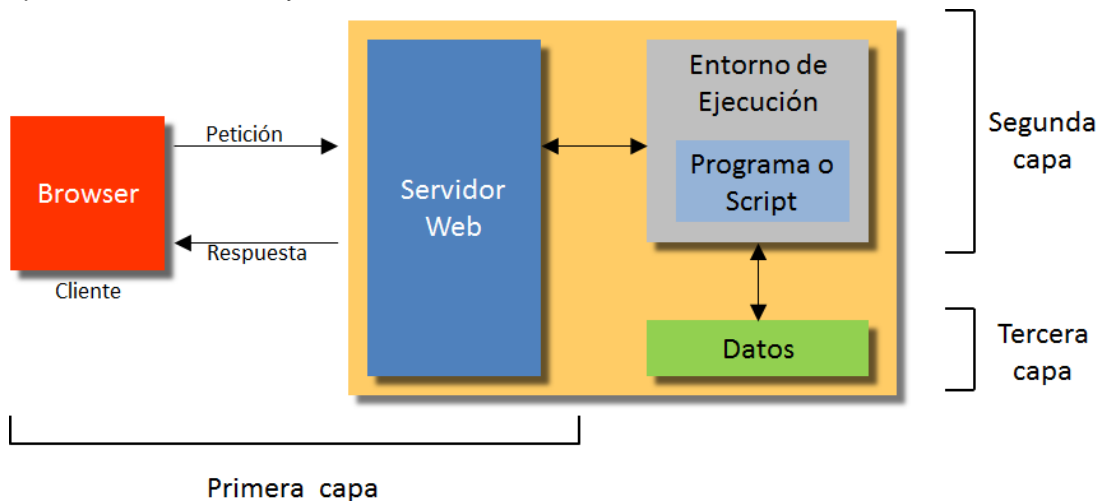 Entorno de
Ejecución
Programa o
Script
Segunda
capa
Petición
Browser
Servidor
Web
Respuesta
Cliente
Datos
Tercera
capa
Primera capa